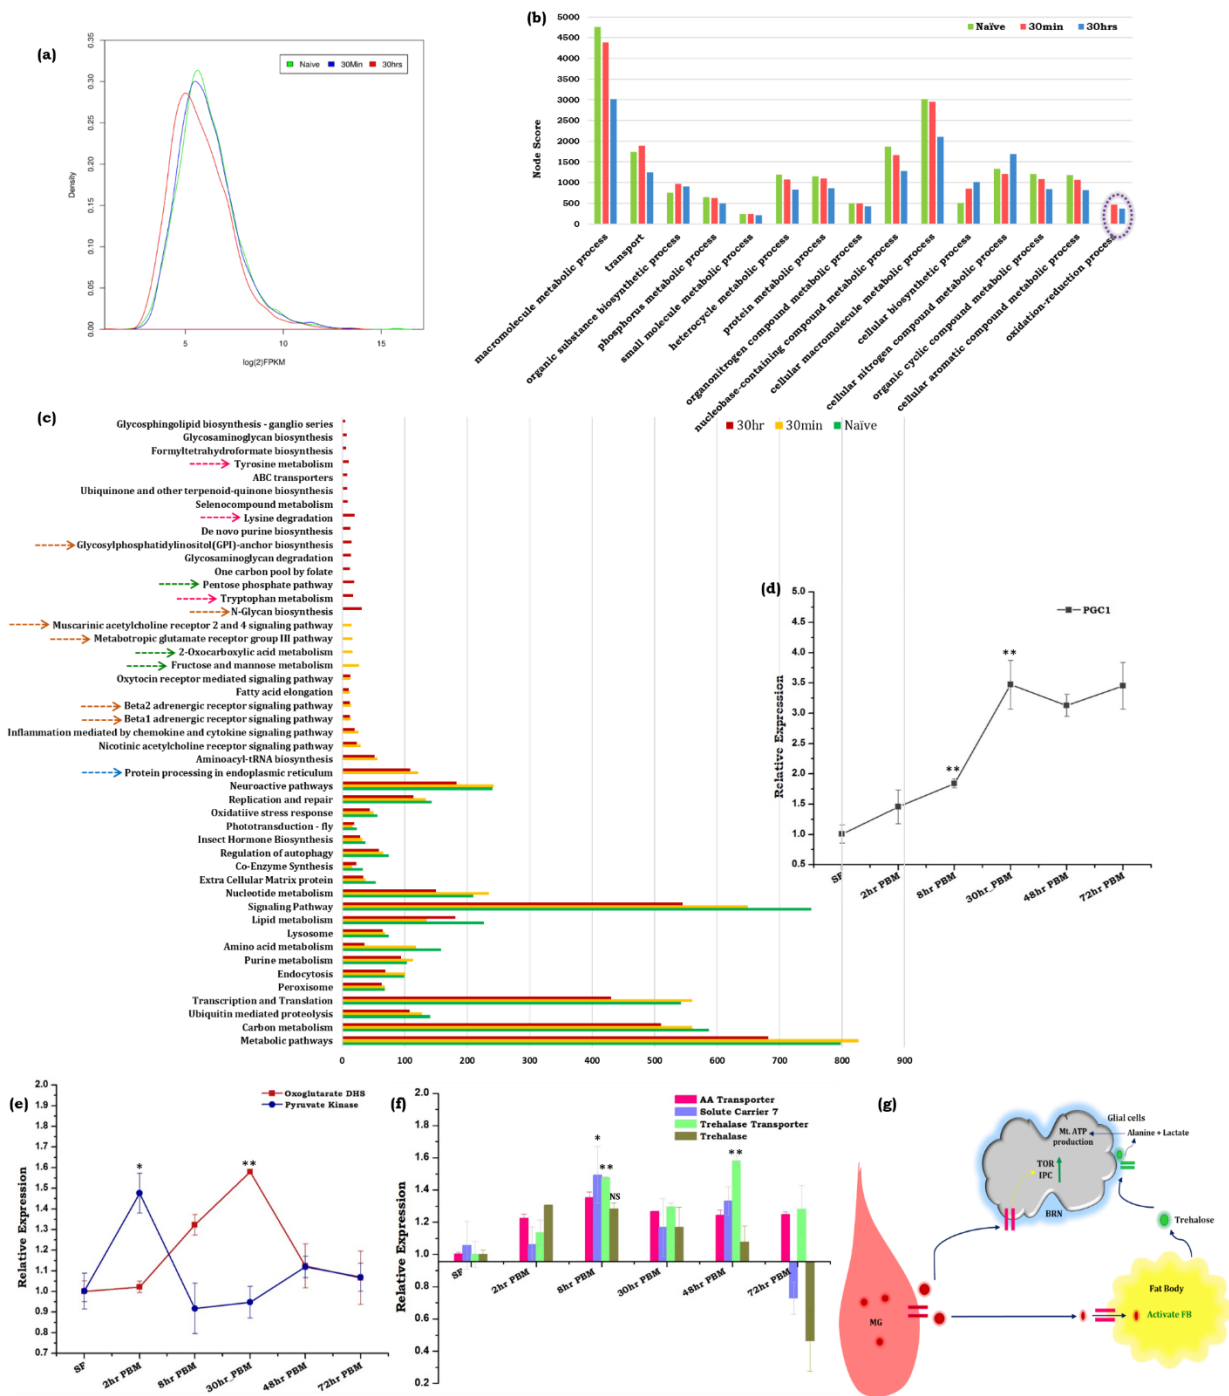 (a)
0.35
0.30
0.25
0.20
0.15
0.10
0.05
0.00
Density
Naive 30Min 30hrs
5 10 15
log(2)FPKM
(b)
Naïve 30min 30hrs
5000
4500
4000
3500
3000
2500
2000
1500
1000
500
0
Node Score
macromolecule metabolic process
transport
organic substance biosynthetic process
phosphorus metabolic process
small molecule metabolic process
heterocycle metabolic process
protein metabolic process
organonitrogen compound metabolic process
nucleobase-containing compound metabolic process
cellular macromolecule metabolic process
cellular biosynthetic process
cellular nitrogen compound metabolic process
organic cyclic compound metabolic process
cellular aromatic compound metabolic process
oxidation-reduction process
(c)
30hr 30min Naïve
Glycosphingolipid biosynthesis - ganglio series
Glycosaminoglycan biosynthesis
Formyltetrahydroformate biosynthesis
Tyrosine metabolism
ABC transporters
Ubiquinone and other terpenoid-quinone biosynthesis
Selenocompound metabolism
Lysine degradation
De novo purine biosynthesis
Glycosylphosphatidylinositol(GPI)-anchor biosynthesis
Glycosaminoglycan degradation
One carbon pool by folate
Pentose phosphate pathway
Tryptophan metabolism
N-Glycan biosynthesis
Muscarinic acetylcholine receptor 2 and 4 signaling pathway
Metabotropic glutamate receptor group III pathway
2-Oxocarboxylic acid metabolism
Fructose and mannose metabolism
Oxytocin receptor mediated signaling pathway
Fatty acid elongation
Beta2 adrenergic receptor signaling pathway
Beta1 adrenergic receptor signaling pathway
Inflammation mediated by chemokine and cytokine signaling pathway
Nicotinic acetylcholine receptor signaling pathway
Aminoacyl-tRNA biosynthesis
Protein processing in endoplasmic reticulum
Neuroactive pathways
Replication and repair
Oxidatiive stress response
Phototransduction - fly
Insect Hormone Biosynthesis
Regulation of autophagy
Co-Enzyme Synthesis
Extra Cellular Matrix protein
Nucleotide metabolism
Signaling Pathway
Lipid metabolism
Lysosome
Amino acid metabolism
Purine metabolism
Endocytosis
Peroxisome
Transcription and Translation
Ubiquitin mediated proteolysis
Carbon metabolism
Metabolic pathways
0 100 200 300 400 500 600 700 800 900
(d)
PGC1
5.0
4.5
4.0
3.5
3.0
2.5
2.0
1.5
1.0
0.5
Relative Expression
**
**
SF 2hr PBM 8hr PBM 30hr_PBM 48hr PBM 72hr PBM
(e)
Oxoglutarate DHS
Pyruvate Kinase
2.0
1.9
1.8
1.7
1.6
1.5
1.4
1.3
1.2
1.1
1.0
0.9
0.8
0.7
Relative Expression
*
**
SF 2hr PBM 8hr PBM 30hr_PBM 48hr PBM 72hr PBM
(f)
AA Transporter
Solute Carrier 7
Trehalase Transporter
Trehalase
2.0
1.8
1.6
1.4
1.2
1.0
0.8
0.6
0.4
0.2
Relative Expression
*
**
NS
**
SF 2hr PBM 8hr PBM 30hr PBM 48hr PBM 72hr PBM
(g)
Glial cells
Mt. ATP
production
Alanine + Lactate
TOR
IPC
BRN
Trehalose
Fat Body
Activate FB
MG